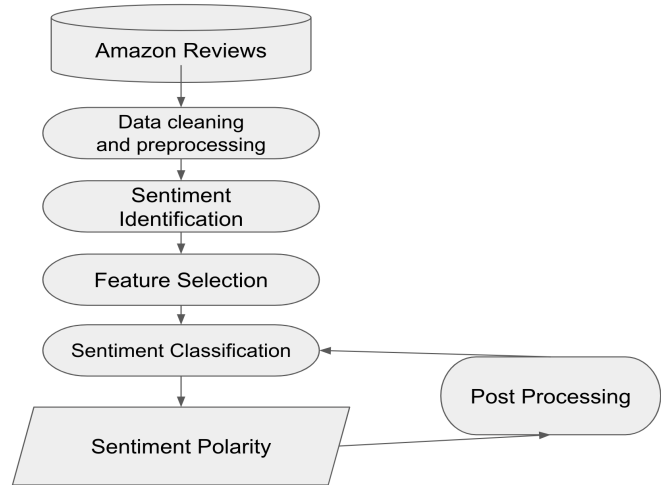 Amazon Reviews
Data cleaning
and preprocessing
Sentiment
Identification
Feature Selection
Sentiment Classification
Post Processing
Sentiment Polarity